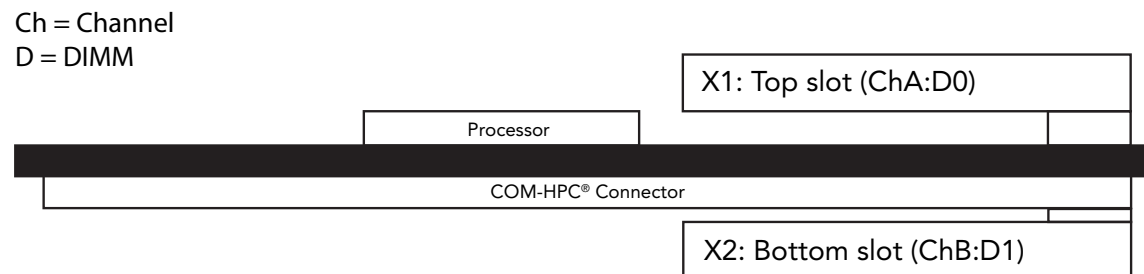 Ch = Channel
D = DIMM
X1: Top slot (ChA:D0)
Processor
COM-HPC® Connector
X2: Bottom slot (ChB:D1)